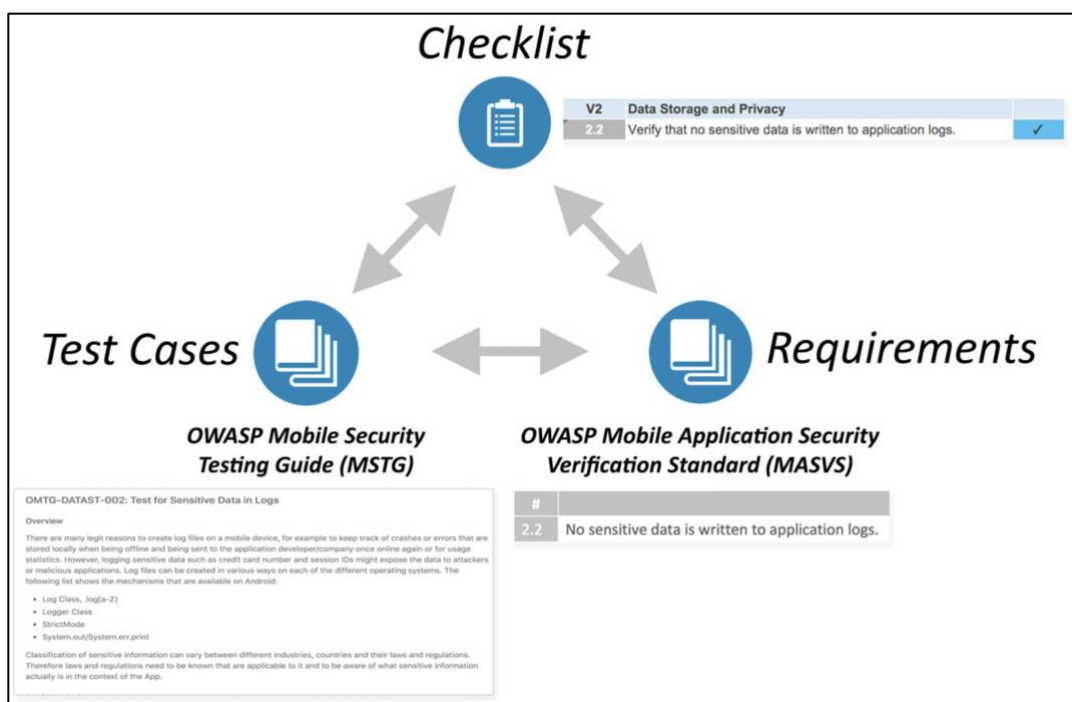 Checklist
V2 Data Storage and Privacy
2.2 Verify that no sensitive data is written to application logs. ✓
Test Cases
Requirements
OWASP Mobile Security
Testing Guide (MSTG)
OWASP Mobile Application Security
Verification Standard (MASVS)
OMTG-DATAST-002: Test for Sensitive Data in Logs
Overview
There are many legit reasons to create log files on a mobile device, for example to keep track of crashes or errors that are
stored locally when being offline and being sent to the application developer/company once online again or for usage
statistics. However, logging sensitive data such as credit card number and session IDs might expose the data to attackers
or malicious applications. Log files can be created in various ways on each of the different operating systems. The
following list shows the mechanisms that are available on Android:
• Log Class, .log(a-Z)
• Logger Class
• StrictMode
• System.out/System.err.print
Classification of sensitive information can vary between different industries, countries and their laws and regulations.
Therefore laws and regulations need to be known that are applicable to it and to be aware of what sensitive information
actually is in the context of the App.
#
2.2 No sensitive data is written to application logs.